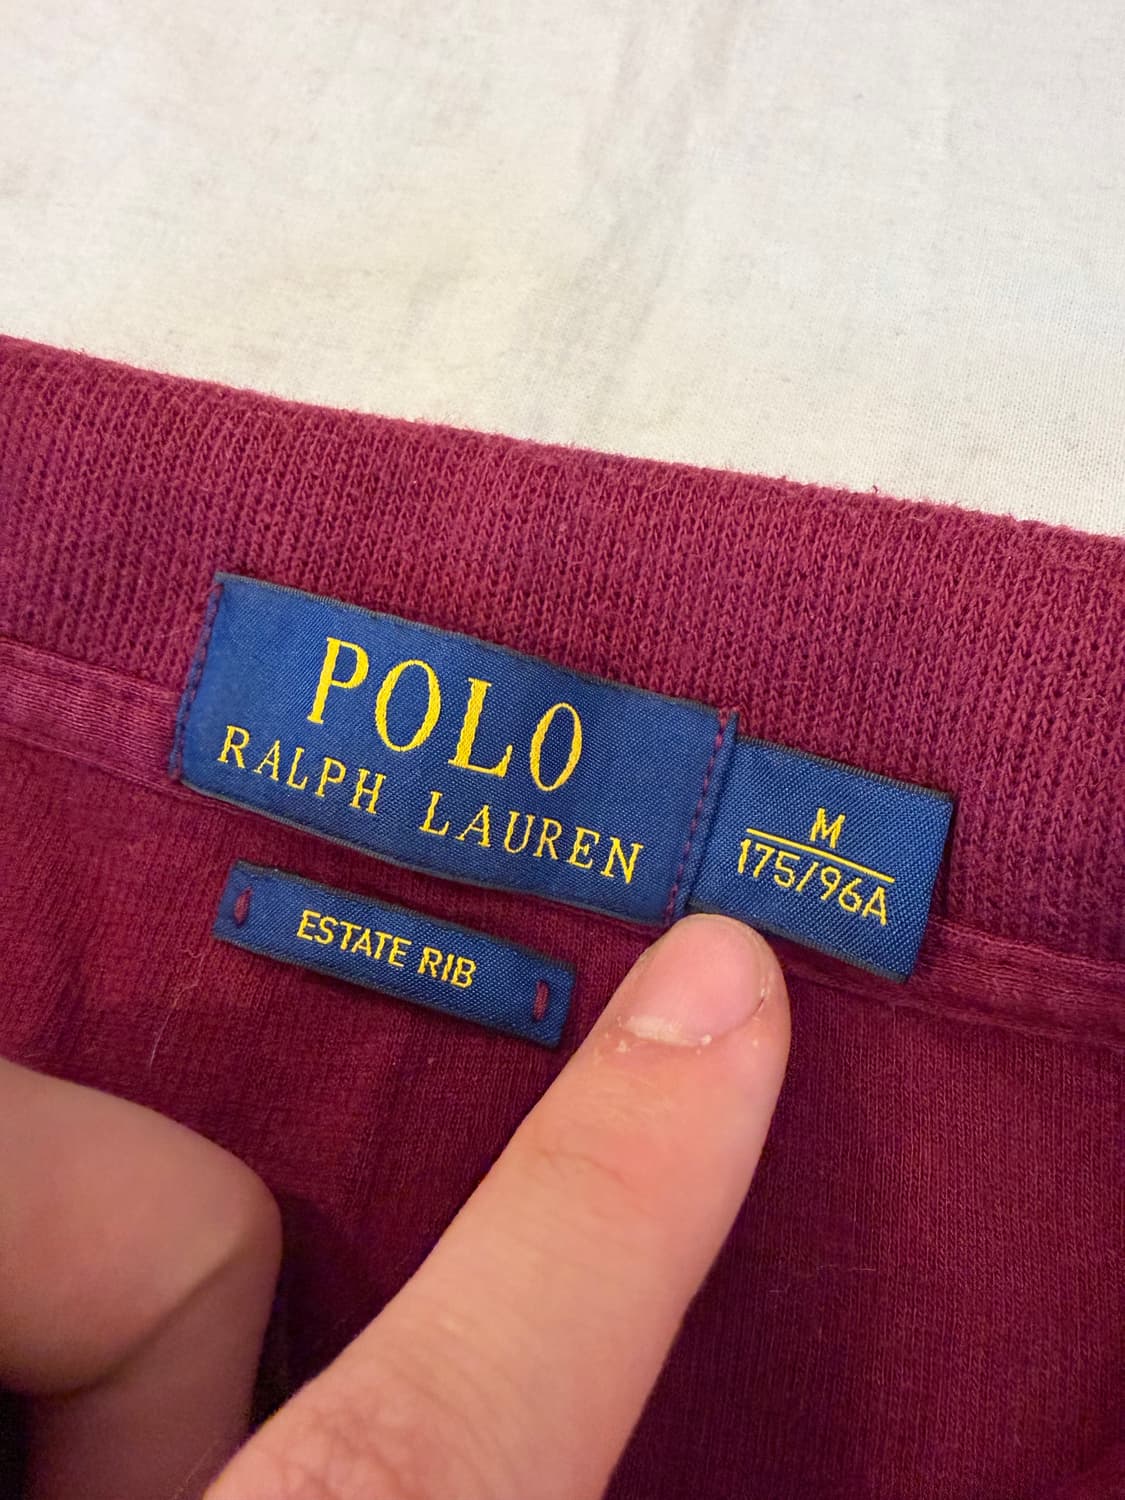 POLO
RALPH LAUREN
M
175/96A
ESTATE RIB